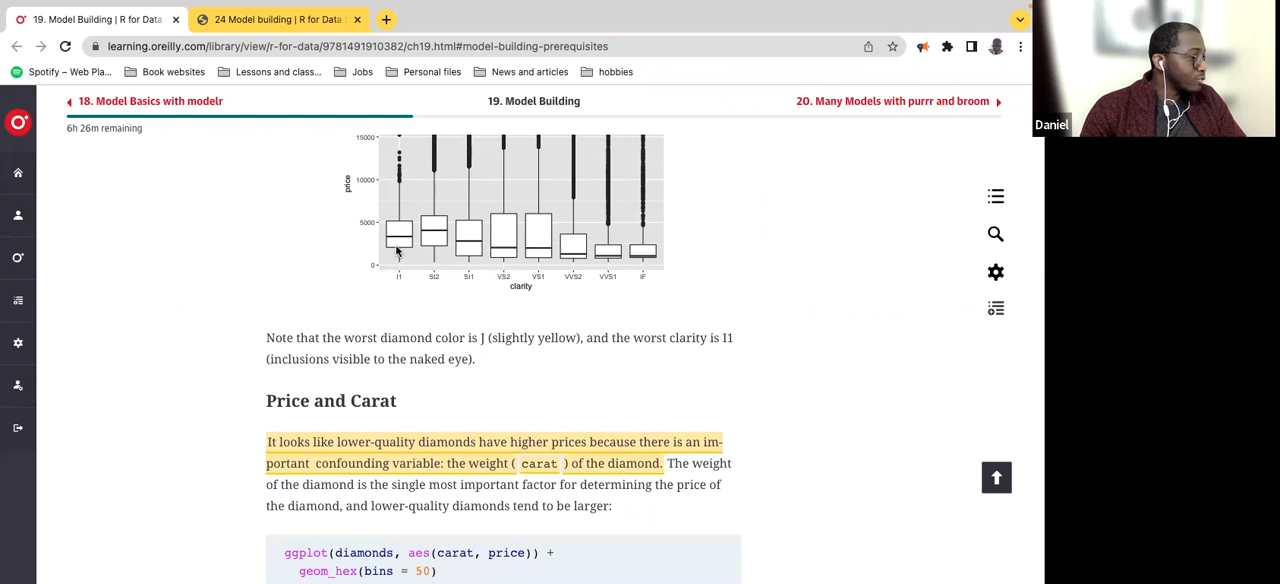 19. Model Building | R for Data
24 Model building | R for Data
learning.oreilly.com/library/view/r-for-data/9781491910382/ch19.html#model-building-prerequisites
Spotify – Web Pla...
Book websites
Lessons and class...
Jobs
Personal files
News and articles
hobbies
18. Model Basics with modelr
19. Model Building
20. Many Models with purrr and broom
6h 26m remaining
Daniel
15000
10000
5000
0
price
I1 SI2 SI1 VS2 VS1 VVS2 VVS1 IF
clarity
Note that the worst diamond color is J (slightly yellow), and the worst clarity is I1
(inclusions visible to the naked eye).
Price and Carat
It looks like lower-quality diamonds have higher prices because there is an im-
portant confounding variable: the weight ( carat ) of the diamond. The weight
of the diamond is the single most important factor for determining the price of
the diamond, and lower-quality diamonds tend to be larger:
ggplot(diamonds, aes(carat, price)) +
geom_hex(bins = 50)